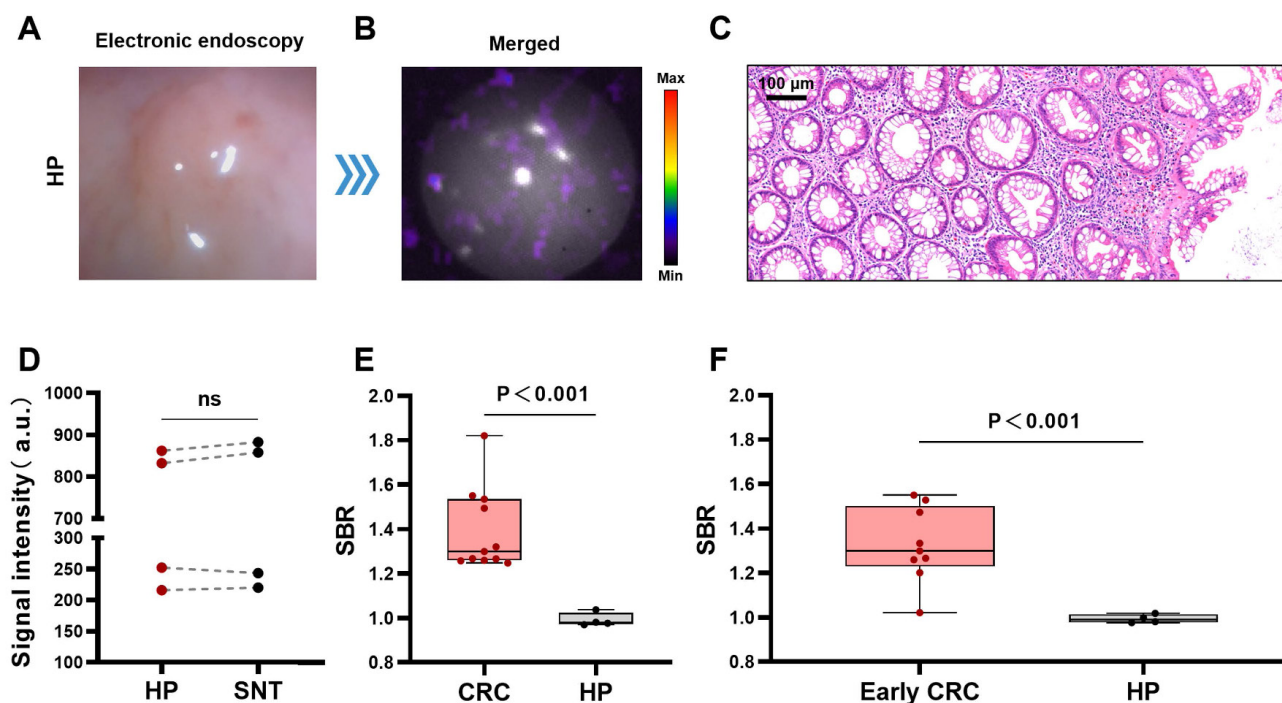 A
Electronic endoscopy
B
Merged
C
HP
Max
Min
100 μm
D
Signal intensity( a.u.)
1000
900
800
700
250
200
150
100
ns
HP
SNT
E
SBR
2.0
1.8
1.6
1.4
1.2
1.0
0.8
P<0.001
CRC
HP
F
SBR
2.0
1.8
1.6
1.4
1.2
1.0
0.8
P<0.001
Early CRC
HP